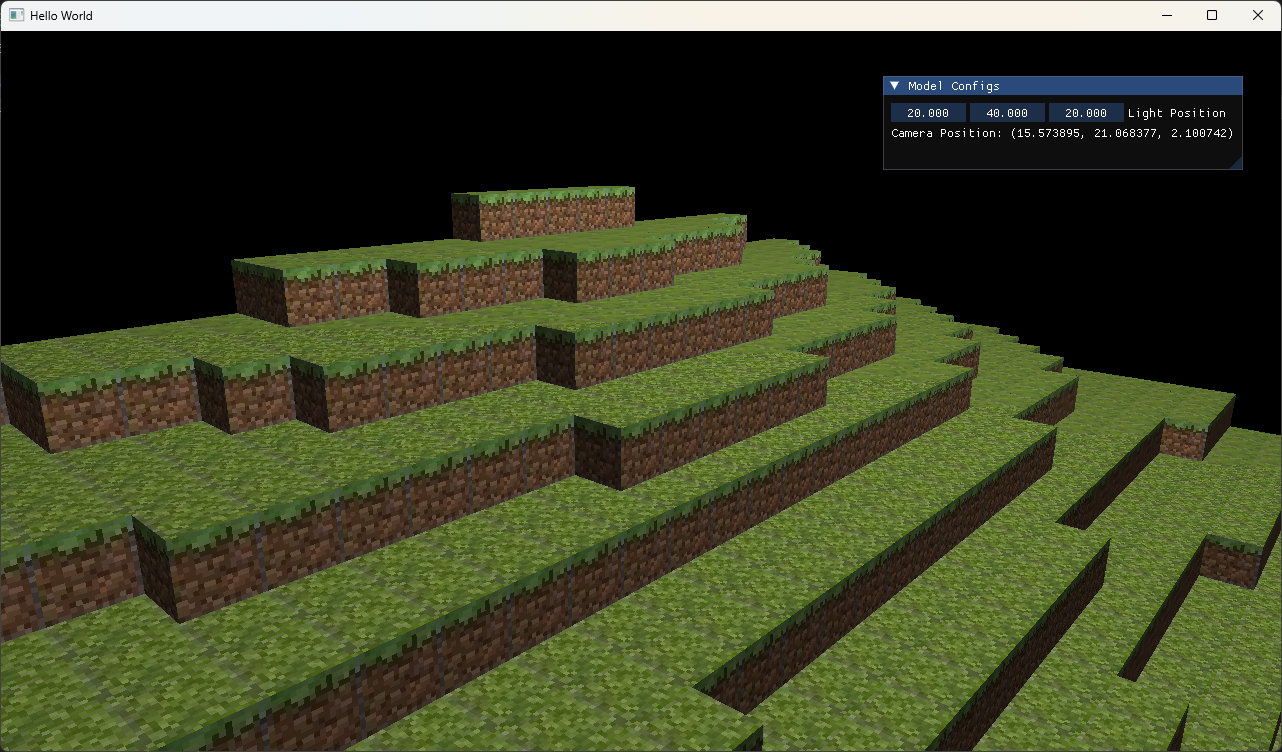 Hello World
Model Configs
20.000 40.000 20.000 Light Position
Camera Position: (15.573895, 21.068377, 2.100742)